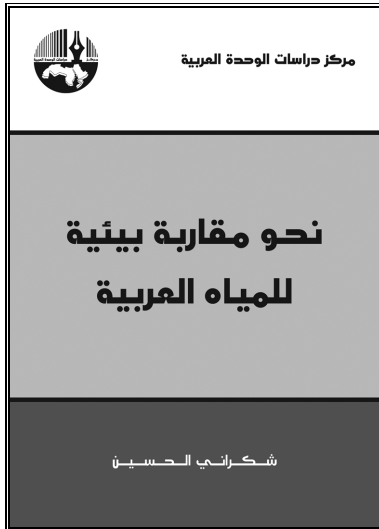 مركز دراسات الوحدة العربية
نحو مقاربة بيئية
للمياه العربية
شكراني الحسين